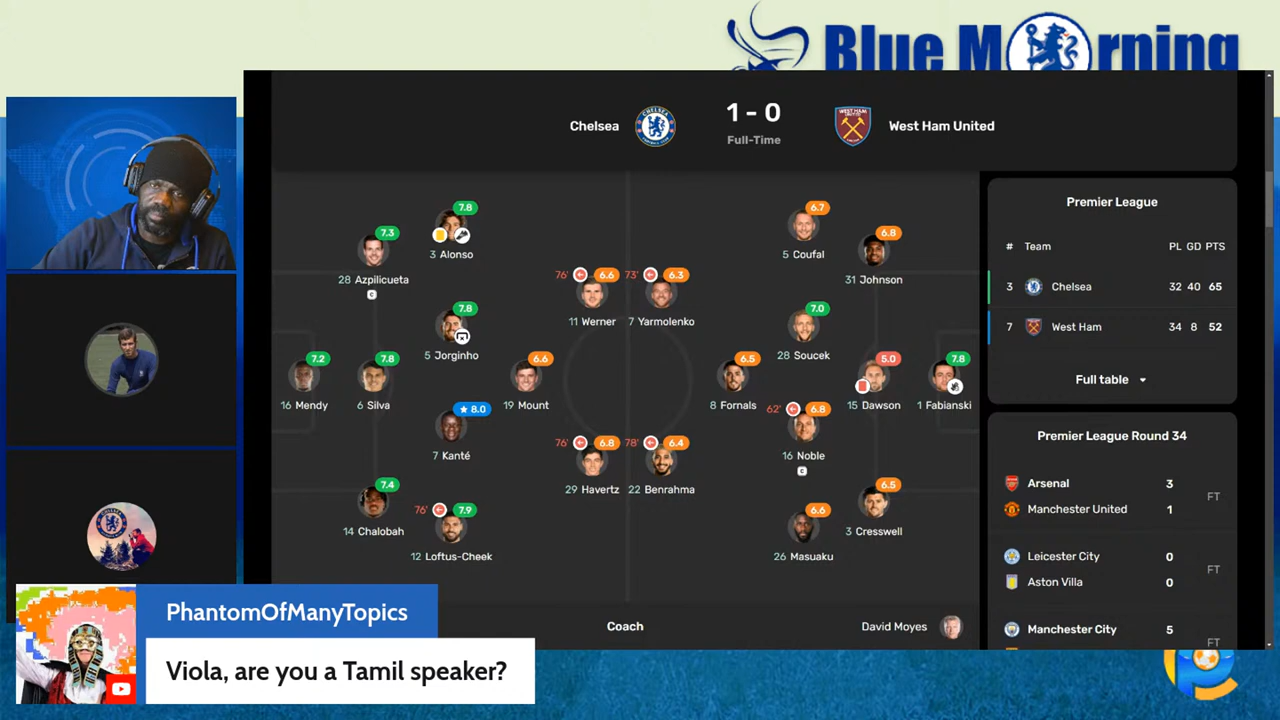 Blue M rning
Chelsea
1 - 0
Full-Time
West Ham United
7.8
3 Alonso
7.3
28 Azpilicueta
C
7.8
5 Jorginho
7.2
16 Mendy
7.8
6 Silva
8.0
7 Kanté
7.4
14 Chalobah
76' 7.9
12 Loftus-Cheek
6.6
19 Mount
76' 6.6
11 Werner
76' 6.8
29 Havertz
73' 6.3
7 Yarmolenko
78' 6.4
22 Benrahma
6.5
8 Fornals
6.7
5 Coufal
7.0
28 Soucek
62' 6.8
16 Noble
C
6.6
26 Masuaku
6.8
31 Johnson
5.0
15 Dawson
6.5
3 Cresswell
7.8
1 Fabianski
Coach
David Moyes
Premier League
# Team PL GD PTS
3 Chelsea 32 40 65
7 West Ham 34 8 52
Full table
Premier League Round 34
Arsenal 3
Manchester United 1
FT
Leicester City 0
Aston Villa 0
FT
Manchester City 5
FT
PhantomOfManyTopics
Viola, are you a Tamil speaker?